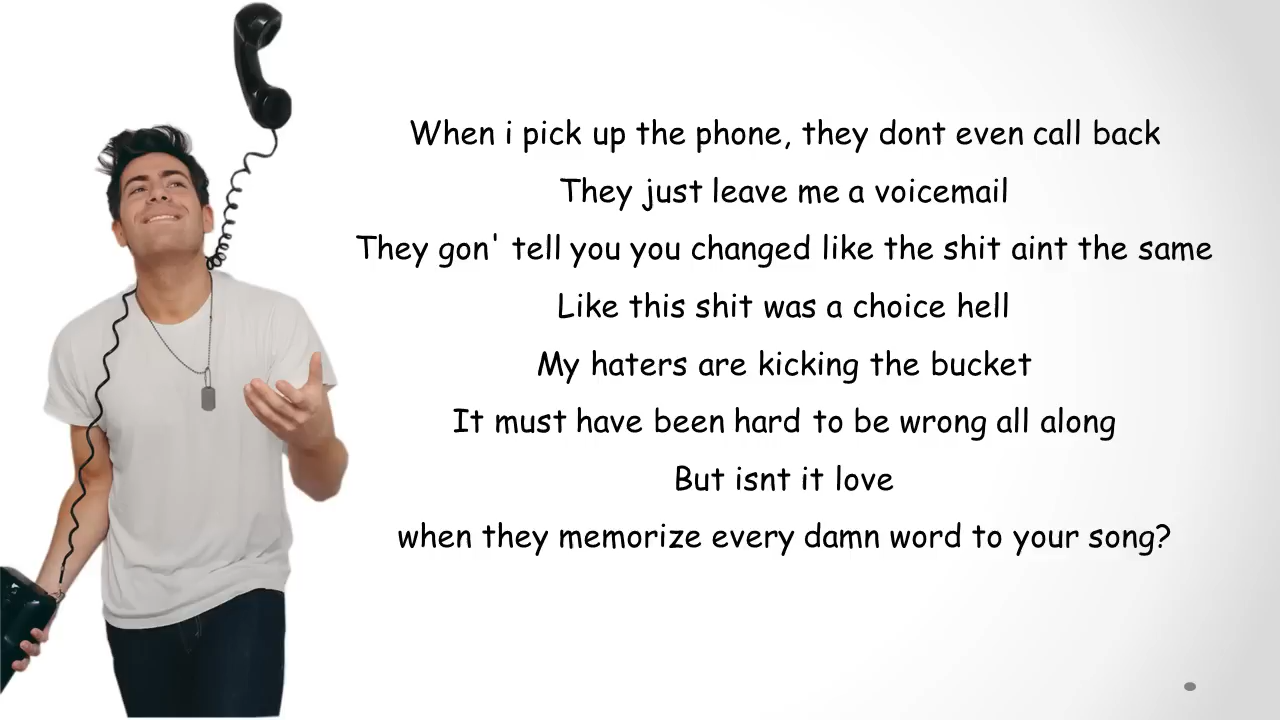 When i pick up the phone, they dont even call back
They just leave me a voicemail
They gon' tell you you changed like the shit aint the same
Like this shit was a choice hell
My haters are kicking the bucket
It must have been hard to be wrong all along
But isnt it love
when they memorize every damn word to your song?